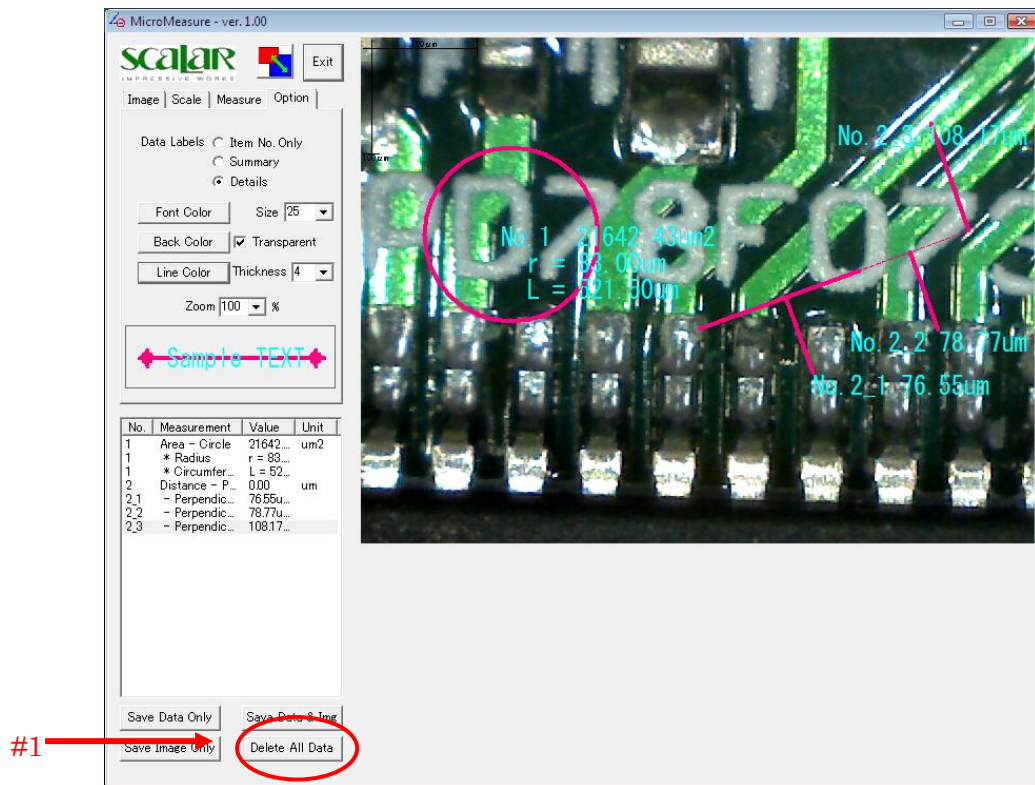 MicroMeasure - ver. 1.00
scalar
IMPRESSIVE WORKS
Exit
Image Scale Measure Option
Data Labels Item No. Only
Summary
Details
Font Color Size 25
Back Color Transparent
Line Color Thickness 4
Zoom 100 %
Sample TEXT
No. Measurement Value Unit
1 Area - Circle 21642... um2
1 * Radius r = 83...
1 * Circumfer... L = 52...
2 Distance - P... 0.00 um
2_1 - Perpendic... 76.55u...
2_2 - Perpendic... 78.77u...
2_3 - Perpendic... 108.17...
Save Data Only Saya Data & Img
Save Image Only Delete All Data
#1
100μm
No. 2_3 108.17um
No. 1 21642.43um2
r = 83.00um
L = 521.50um
No. 2_2 78.77um
No. 2_1 76.55um